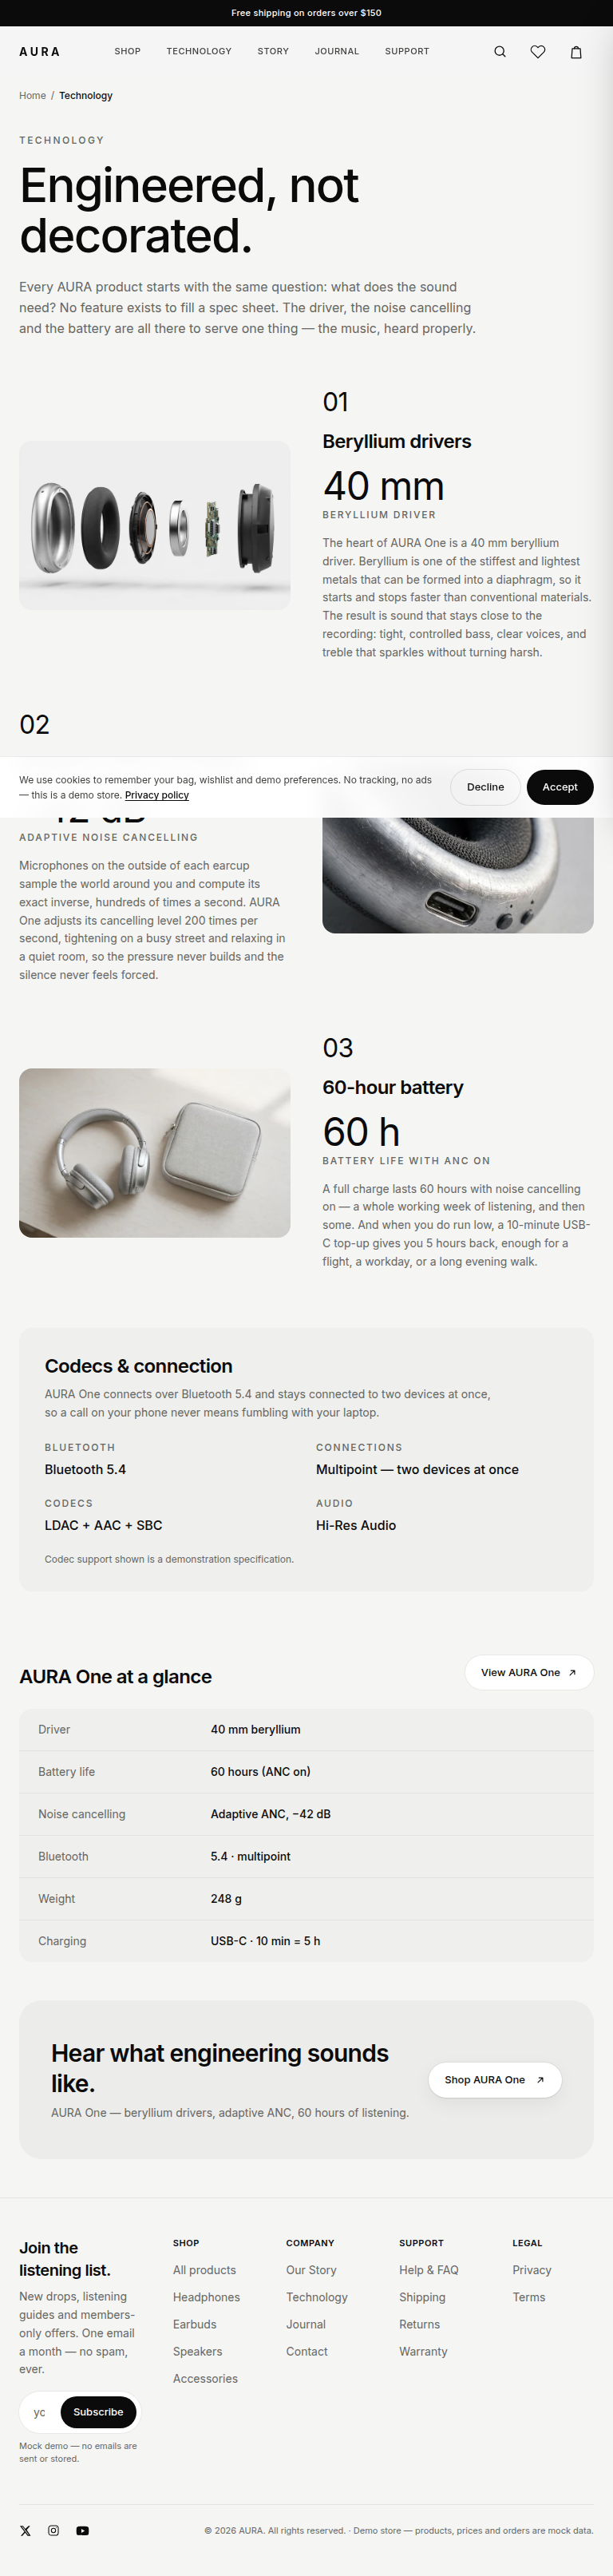 Free shipping on orders over $150
AURA
SHOP
TECHNOLOGY
STORY
JOURNAL
SUPPORT
Home / Technology
TECHNOLOGY
Engineered, not
decorated.
Every AURA product starts with the same question: what does the sound
need? No feature exists to fill a spec sheet. The driver, the noise cancelling
and the battery are all there to serve one thing — the music, heard properly.
01
Beryllium drivers
40 mm
BERYLLIUM DRIVER
The heart of AURA One is a 40 mm beryllium
driver. Beryllium is one of the stiffest and lightest
metals that can be formed into a diaphragm, so it
starts and stops faster than conventional materials.
The result is sound that stays close to the
recording: tight, controlled bass, clear voices, and
treble that sparkles without turning harsh.
02
We use cookies to remember your bag, wishlist and demo preferences. No tracking, no ads
— this is a demo store. Privacy policy
Decline
Accept
ADAPTIVE NOISE CANCELLING
Microphones on the outside of each earcup
sample the world around you and compute its
exact inverse, hundreds of times a second. AURA
One adjusts its cancelling level 200 times per
second, tightening on a busy street and relaxing in
a quiet room, so the pressure never builds and the
silence never feels forced.
03
60-hour battery
60 h
BATTERY LIFE WITH ANC ON
A full charge lasts 60 hours with noise cancelling
on — a whole working week of listening, and then
some. And when you do run low, a 10-minute USB-
C top-up gives you 5 hours back, enough for a
flight, a workday, or a long evening walk.
Codecs & connection
AURA One connects over Bluetooth 5.4 and stays connected to two devices at once,
so a call on your phone never means fumbling with your laptop.
BLUETOOTH
Bluetooth 5.4
CONNECTIONS
Multipoint — two devices at once
CODECS
LDAC + AAC + SBC
AUDIO
Hi-Res Audio
Codec support shown is a demonstration specification.
AURA One at a glance
View AURA One
Driver 40 mm beryllium
Battery life 60 hours (ANC on)
Noise cancelling Adaptive ANC, −42 dB
Bluetooth 5.4 · multipoint
Weight 248 g
Charging USB-C · 10 min = 5 h
Hear what engineering sounds
like.
AURA One — beryllium drivers, adaptive ANC, 60 hours of listening.
Shop AURA One
Join the
listening list.
New drops, listening
guides and members-
only offers. One email
a month — no spam,
ever.
Subscribe
Mock demo — no emails are
sent or stored.
SHOP
All products
Headphones
Earbuds
Speakers
Accessories
COMPANY
Our Story
Technology
Journal
Contact
SUPPORT
Help & FAQ
Shipping
Returns
Warranty
LEGAL
Privacy
Terms
© 2026 AURA. All rights reserved. · Demo store — products, prices and orders are mock data.